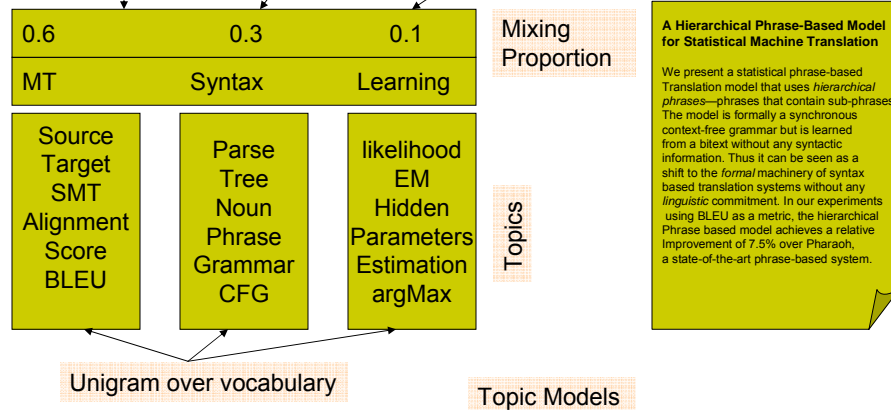 0.6 0.3 0.1
MT Syntax Learning
Mixing
Proportion
Source
Target
SMT
Alignment
Score
BLEU
Parse
Tree
Noun
Phrase
Grammar
CFG
likelihood
EM
Hidden
Parameters
Estimation
argMax
Topics
Unigram over vocabulary
Topic Models
A Hierarchical Phrase-Based Model
for Statistical Machine Translation
We present a statistical phrase-based
Translation model that uses hierarchical
phrases—phrases that contain sub-phrases
The model is formally a synchronous
context-free grammar but is learned
from a bitext without any syntactic
information. Thus it can be seen as a
shift to the formal machinery of syntax
based translation systems without any
linguistic commitment. In our experiments
using BLEU as a metric, the hierarchical
Phrase based model achieves a relative
Improvement of 7.5% over Pharaoh,
a state-of-the-art phrase-based system.